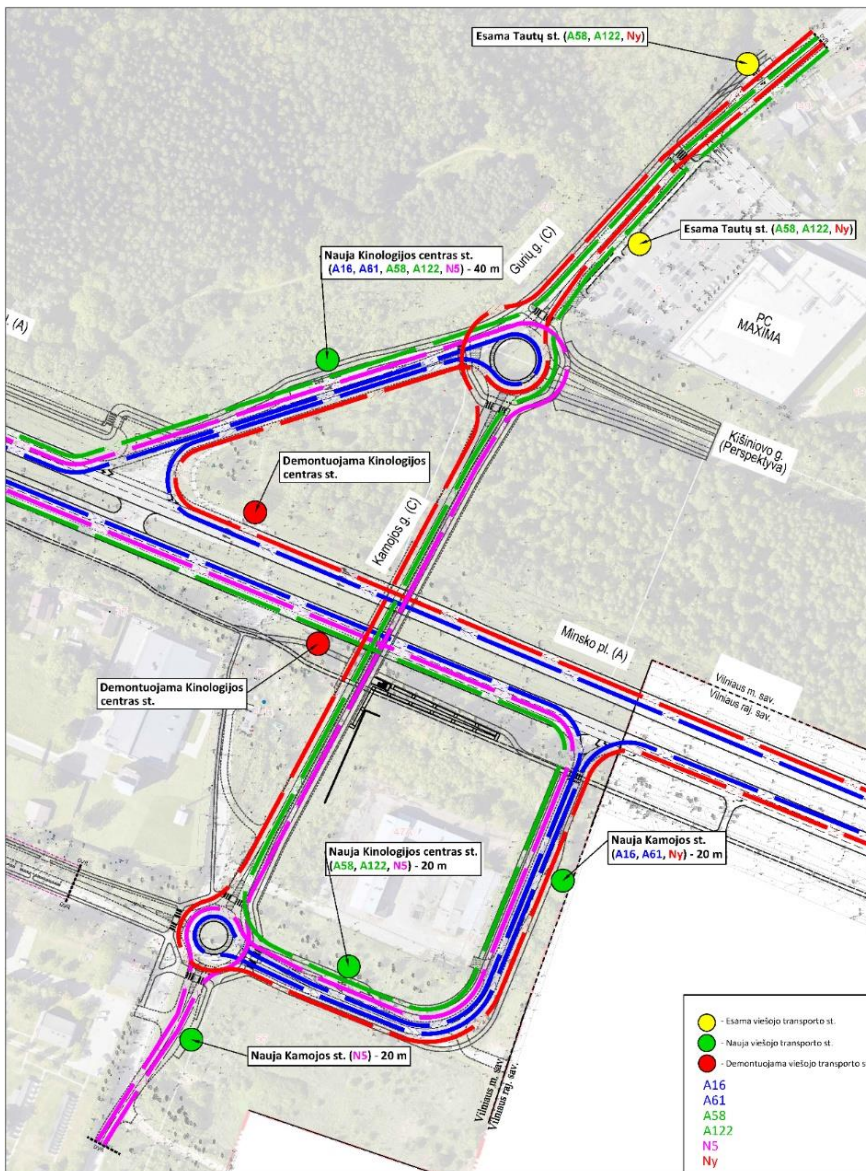 Esama Tautų st. (A58, A122, Ny)
Esama Tautų st. (A58, A122, Ny)
Gurių g. (C)
Nauja Kinologijos centras st.
(A16, A61, A58, A122, N5) - 40 m
l. (A)
PC
MAXIMA
Kišiniovo g.
(Perspektyva)
Demontuojama Kinologijos
centras st.
Kamojos g. (C)
Minsko pl. (A)
Vilniaus m. sav.
Vilniaus raj. sav.
Demontuojama Kinologijos
centras st.
Nauja Kinologijos centras st.
(A58, A122, N5) - 20 m
Nauja Kamojos st.
(A16, A61, Ny) - 20 m
Nauja Kamojos st. (N5) - 20 m
Vilniaus m. sav.
Vilniaus raj. sav.
- Esama viešojo transporto st.
- Nauja viešojo transporto st.
- Demontuojama viešojo transporto s
A16
A61
A58
A122
N5
Ny